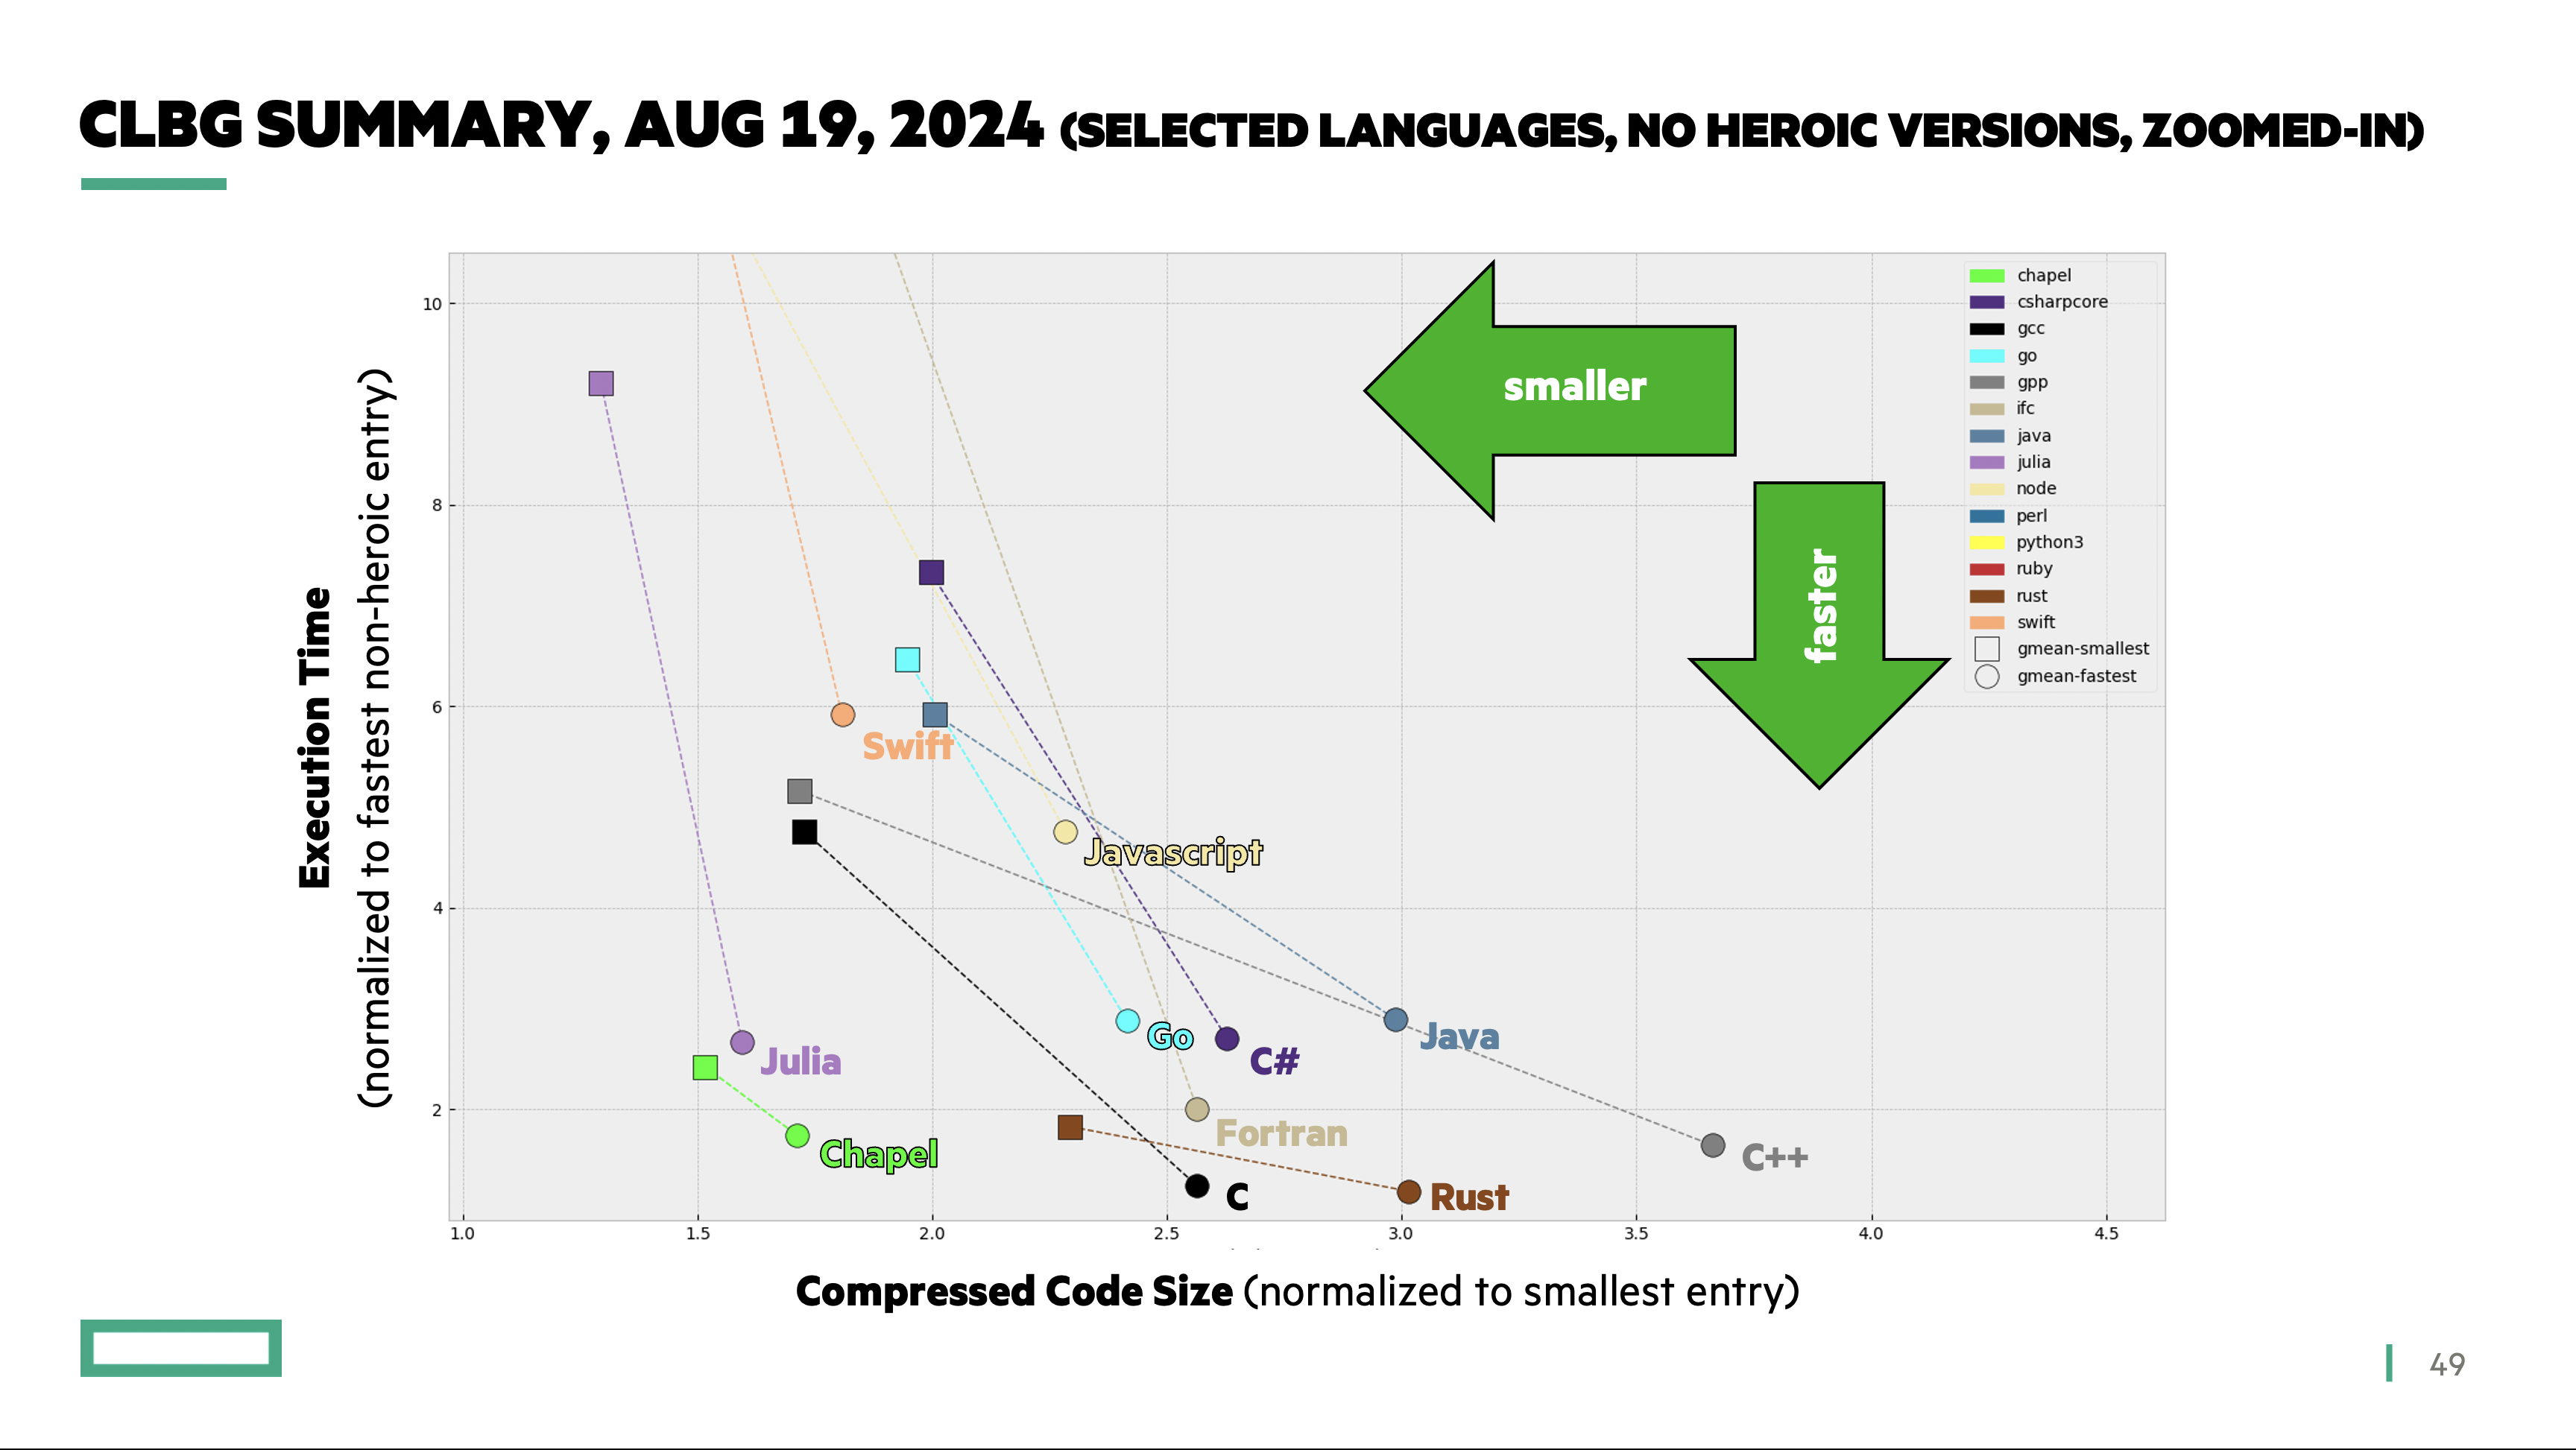 CLBG SUMMARY, AUG 19, 2024 (SELECTED LANGUAGES, NO HEROIC VERSIONS, ZOOMED-IN)
Execution Time
(normalized to fastest non-heroic entry)
10
8
6
4
2
smaller
faster
chapel
csharpcore
gcc
go
gpp
ifc
java
julia
node
perl
python3
ruby
rust
swift
gmean-smallest
gmean-fastest
Swift
Javascript
Go
Java
Julia
C#
Fortran
Chapel
C++
C
Rust
1.0
1.5
2.0
2.5
3.0
3.5
4.0
4.5
Compressed Code Size (normalized to smallest entry)
49